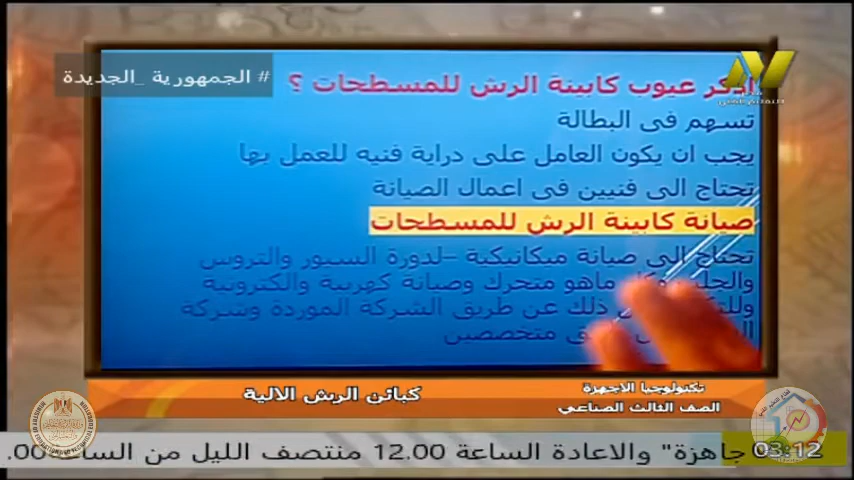 # الجمهورية _الجديدة
اذكر عيوب كابينة الرش للمسطحات ؟
تسهم فى البطالة
يجب ان يكون العامل على دراية فنيه للعمل بها
تحتاج الى فنيين فى اعمال الصيانة
صيانة كابينة الرش للمسطحات
تحتاج الى صيانة ميكانيكية –لدورة السيور والتروس
ماهو متحرك وصيانة كهربية والكترونية
ذلك عن طريق الشركة الموردة وشركة
متخصصين
تكنولوجيا الاجهزة
الصف الثالث الصناعي
كبائن الرش الالية
جاهزة" والاعادة الساعة 12.00 منتصف الليل من الساعة
03:12